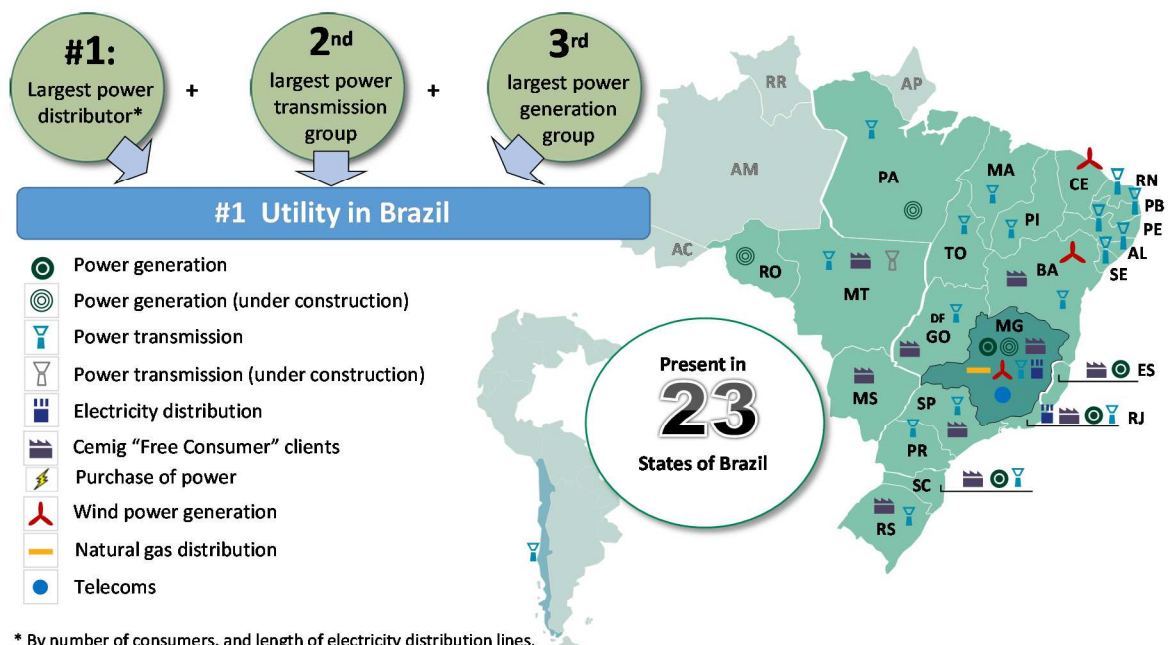 #1:
Largest power
distributor*
+
2nd
largest power
transmission
group
+
3rd
largest power
generation
group
#1 Utility in Brazil
Power generation
Power generation (under construction)
Power transmission
Power transmission (under construction)
Electricity distribution
Cemig “Free Consumer” clients
Purchase of power
Wind power generation
Natural gas distribution
Telecoms
* By number of consumers, and length of electricity distribution lines.
Present in
23
States of Brazil
RR
AP
AM
PA
MA
CE
RN
PB
PI
PE
AL
SE
AC
RO
TO
BA
MT
DF
GO
MG
ES
MS
SP
RJ
PR
SC
RS